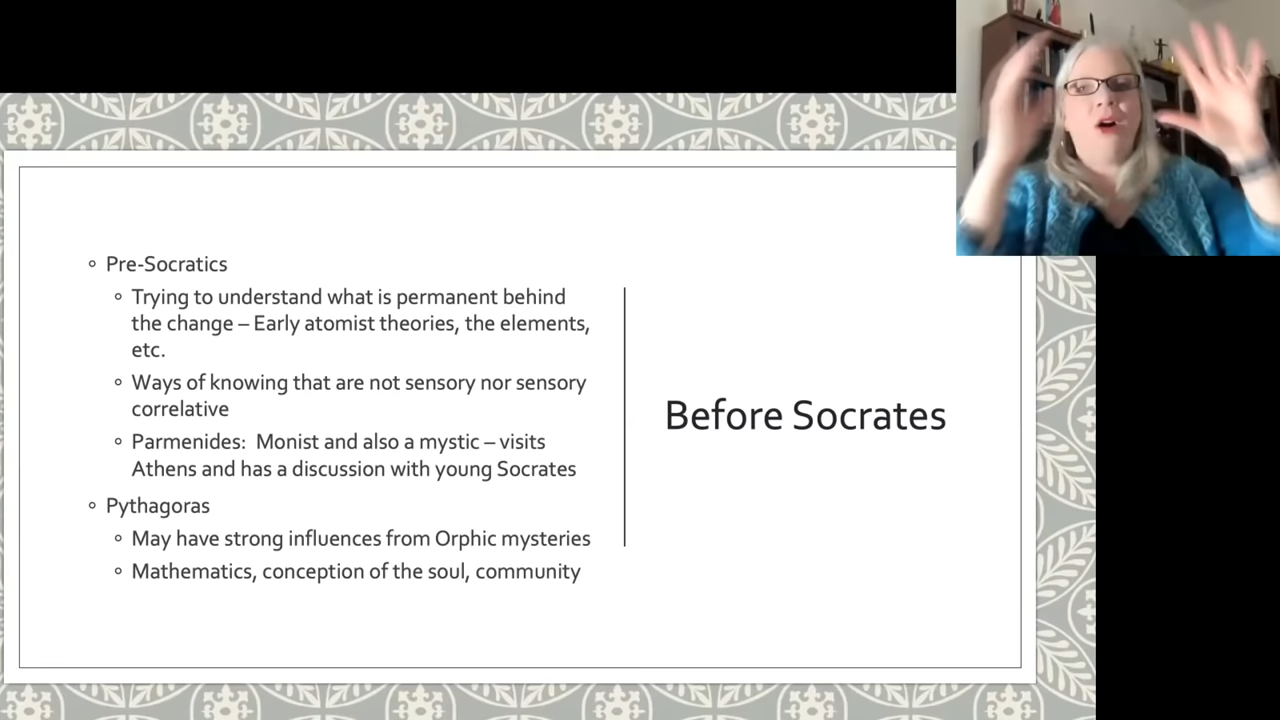 Pre-Socratics
Trying to understand what is permanent behind
the change – Early atomist theories, the elements,
etc.
Ways of knowing that are not sensory nor sensory
correlative
Parmenides:  Monist and also a mystic – visits
Athens and has a discussion with young Socrates
Pythagoras
May have strong influences from Orphic mysteries
Mathematics, conception of the soul, community
Before Socrates